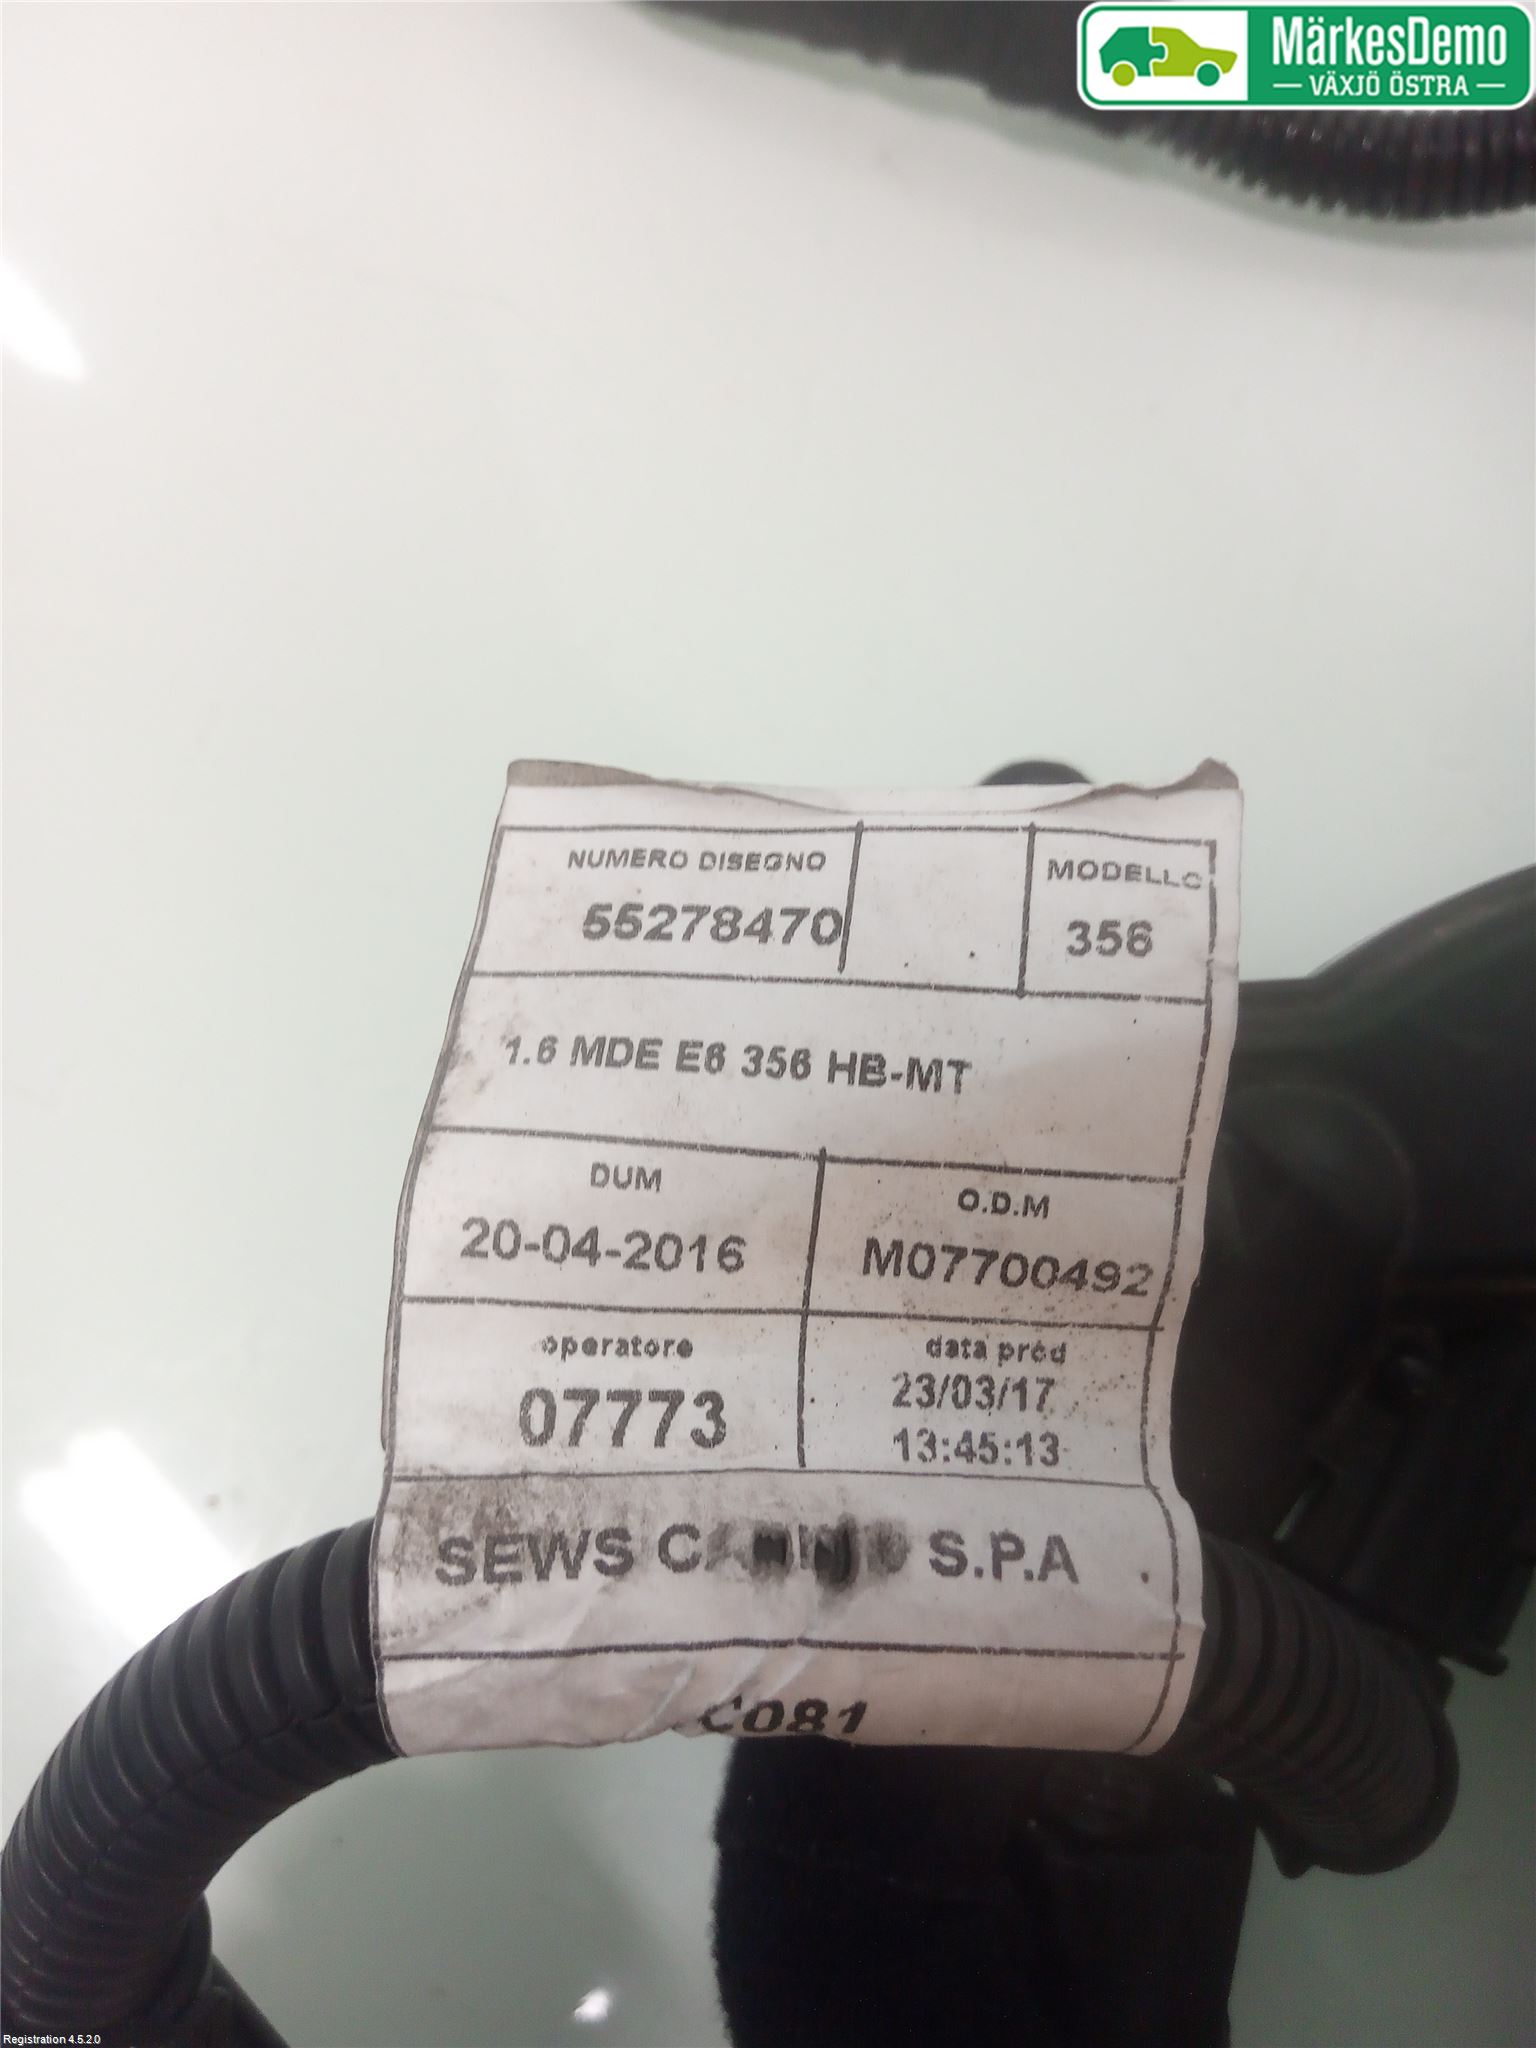 MärkesDemo
VÄXJÖ ÖSTRA
NUMERO DISEGNO
55278470
MODELLO
356
1.6 MDE E6 356 HB-MT
DUM
20-04-2016
O.D.M
M07700492
operatore
07773
data prod
23/03/17
13:45:13
SEWS S.P.A
C081
Registration 4.5.2.0